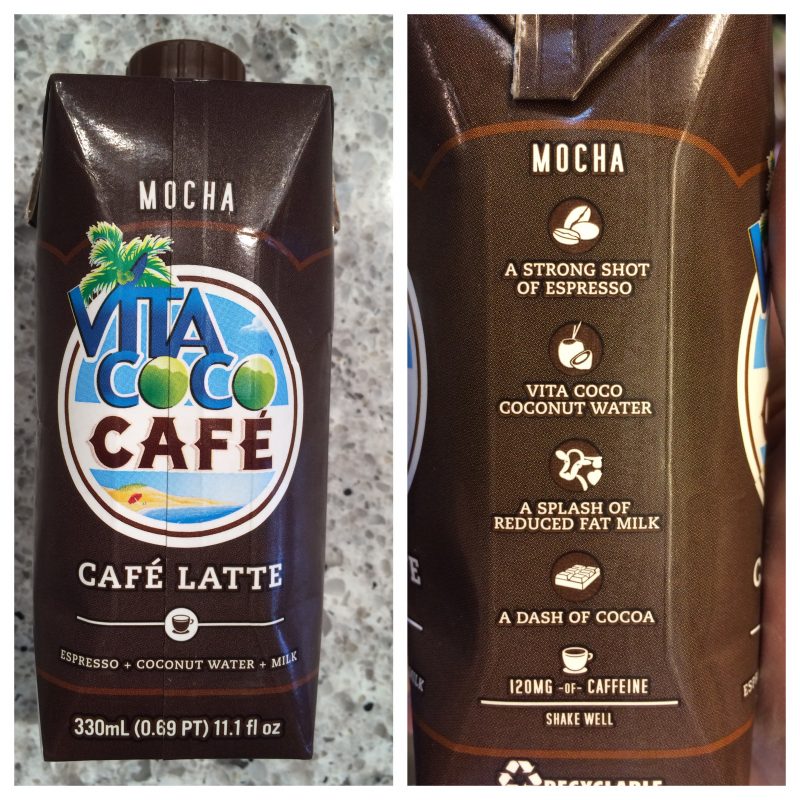 MOCHA
VITA
COCO
CAFÉ
CAFÉ LATTE
ESPRESSO + COCONUT WATER + MILK
330mL (0.69 PT) 11.1 fl oz
MOCHA
A STRONG SHOT
OF ESPRESSO
VITA COCO
COCONUT WATER
A SPLASH OF
REDUCED FAT MILK
A DASH OF COCOA
120MG -OF- CAFFEINE
SHAKE WELL
RECYCLABLE